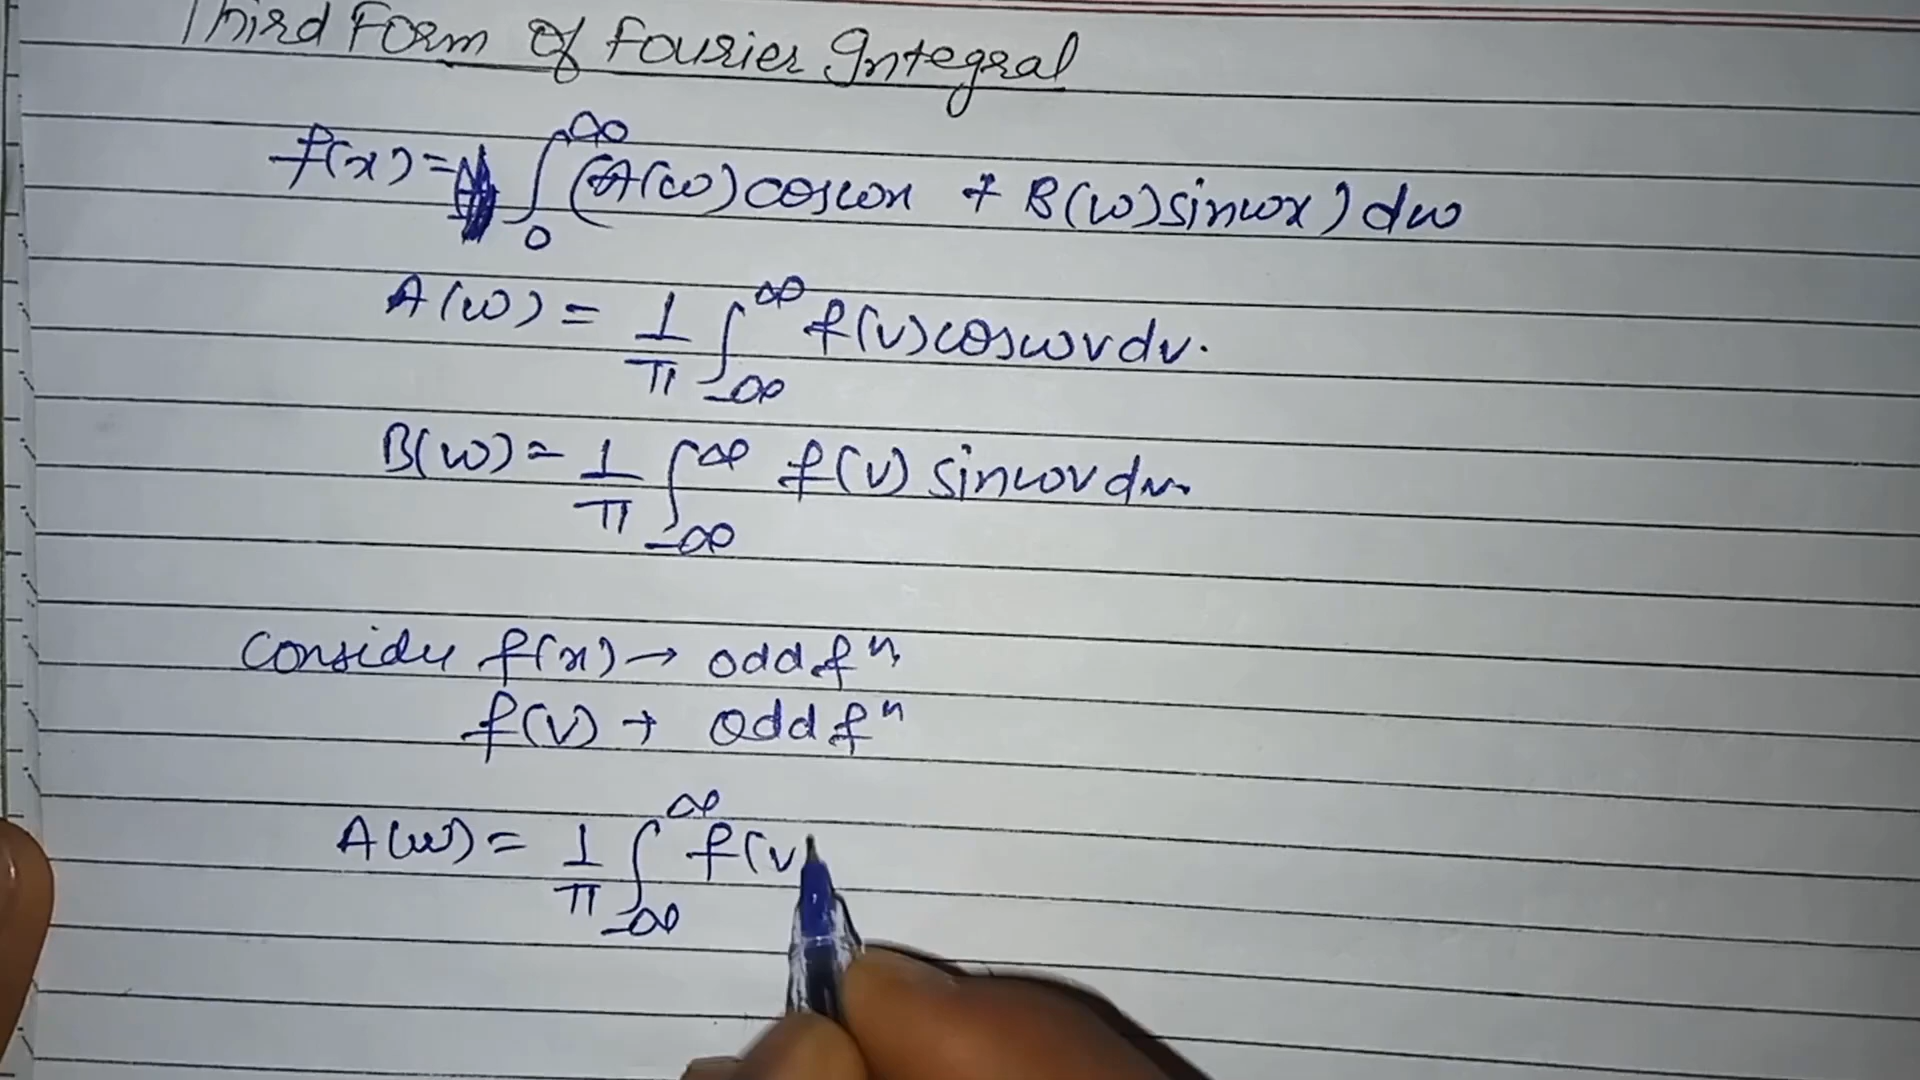 Third Form Of Fourier Integral
f(x) = ∫₀^∞ (A(ω) cosωx + B(ω) sinωx) dω
A(ω) = 1/π ∫₋∞^∞ f(v) cosωv dv.
B(ω) = 1/π ∫₋∞^∞ f(v) sinωv dv.
Consider f(x) → odd fⁿ,
f(v) → odd fⁿ
A(ω) = 1/π ∫₋∞^∞ f(v